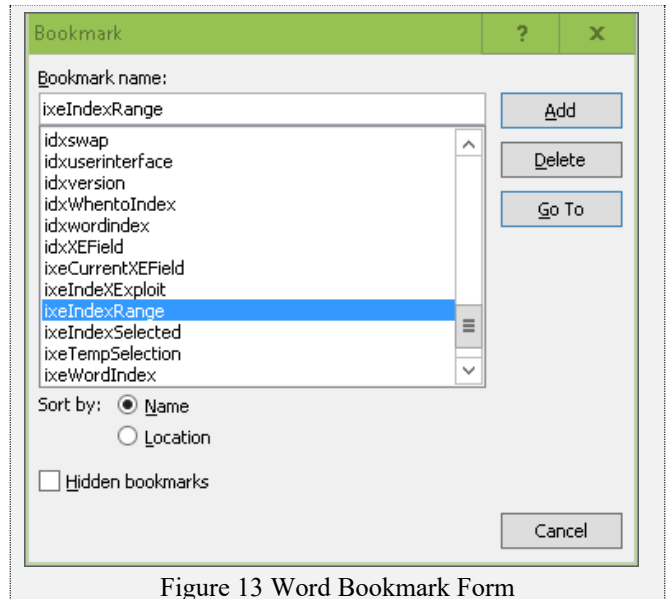 Bookmark ? x
Bookmark name:
ixeIndexRange
Add
idxswap
idxuserinterface
idxversion
idxWhentoIndex
idxwordindex
idxXEField
ixeCurrentXEField
ixeIndeXExploit
ixeIndexRange
ixeIndexSelected
ixeTempSelection
ixeWordIndex
Delete
Go To
Sort by: Name
Location
Hidden bookmarks
Cancel
Figure 13 Word Bookmark Form